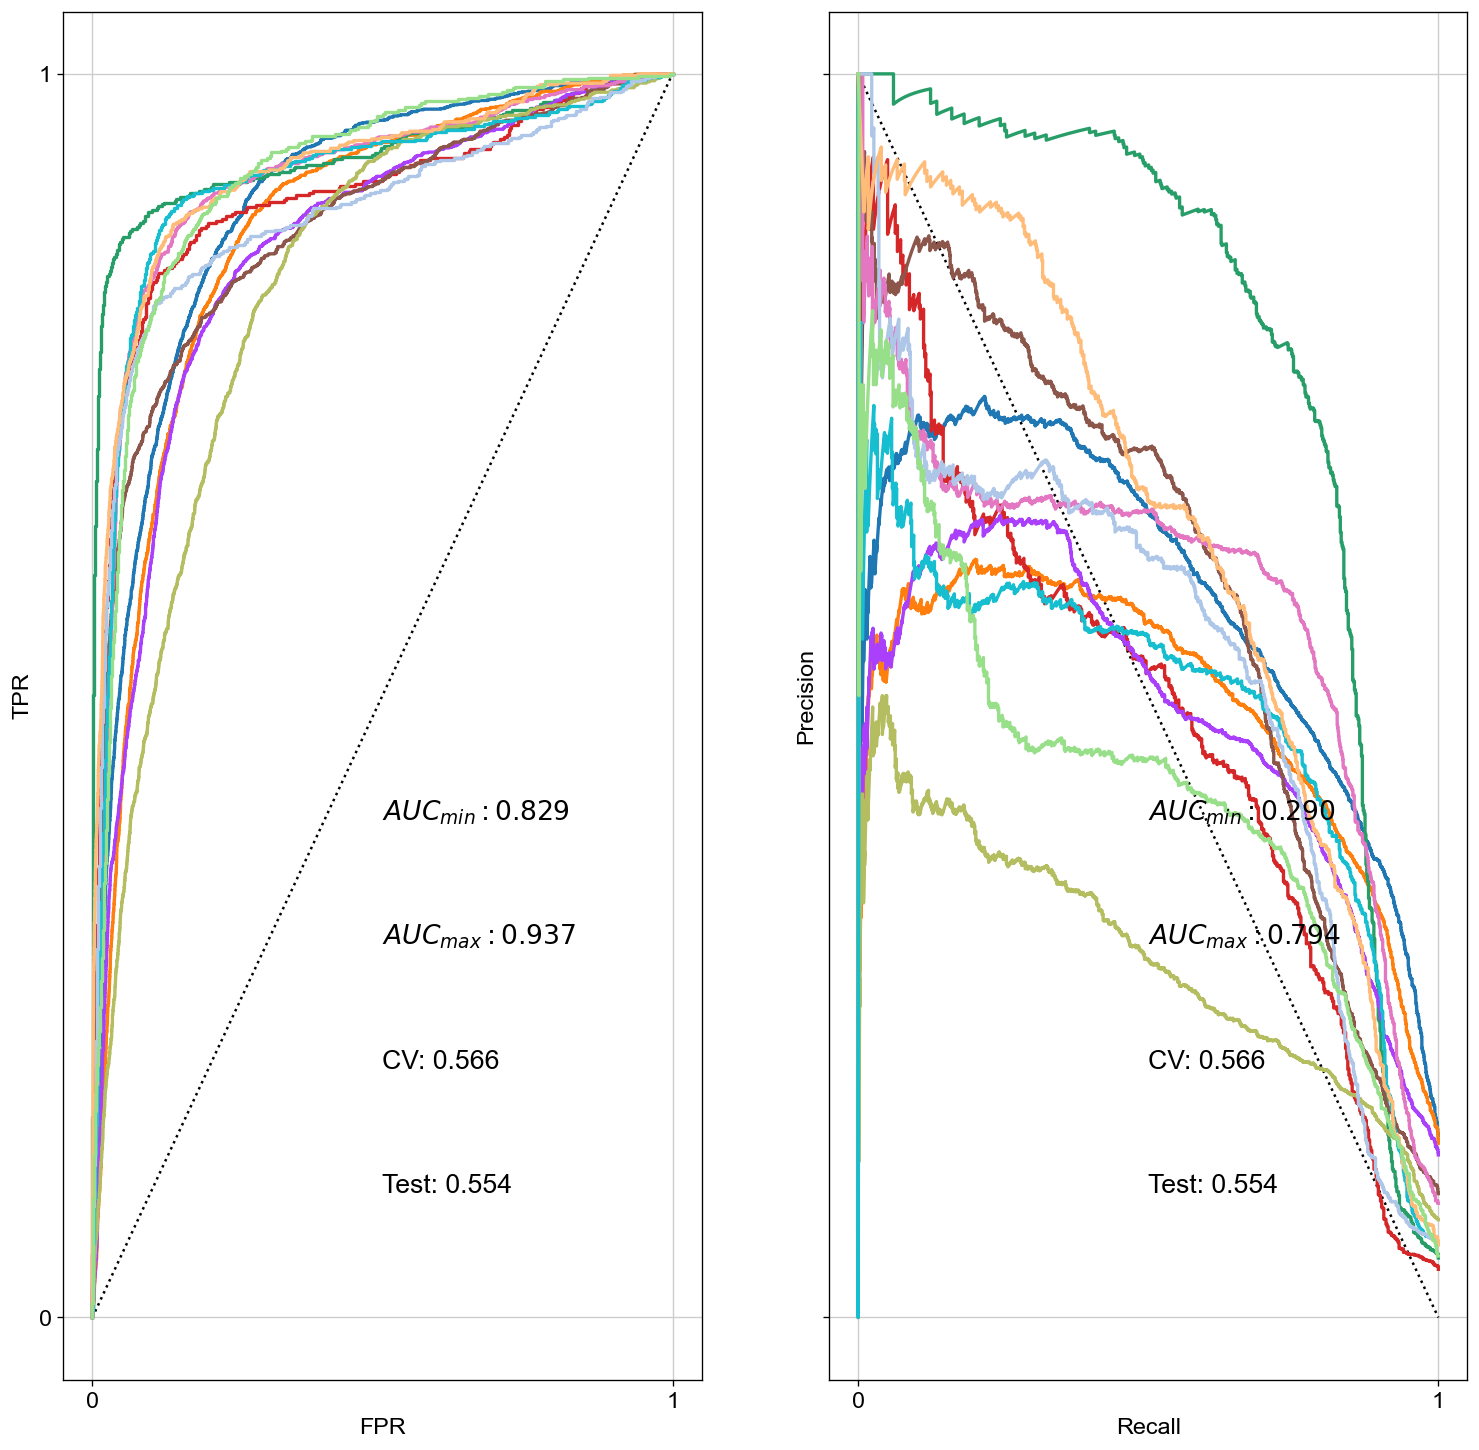 1
0
TPR
0
1
FPR
AUC_min : 0.829
AUC_max : 0.937
CV: 0.566
Test: 0.554
Precision
0
1
Recall
AUC_min : 0.290
AUC_max : 0.794
CV: 0.566
Test: 0.554